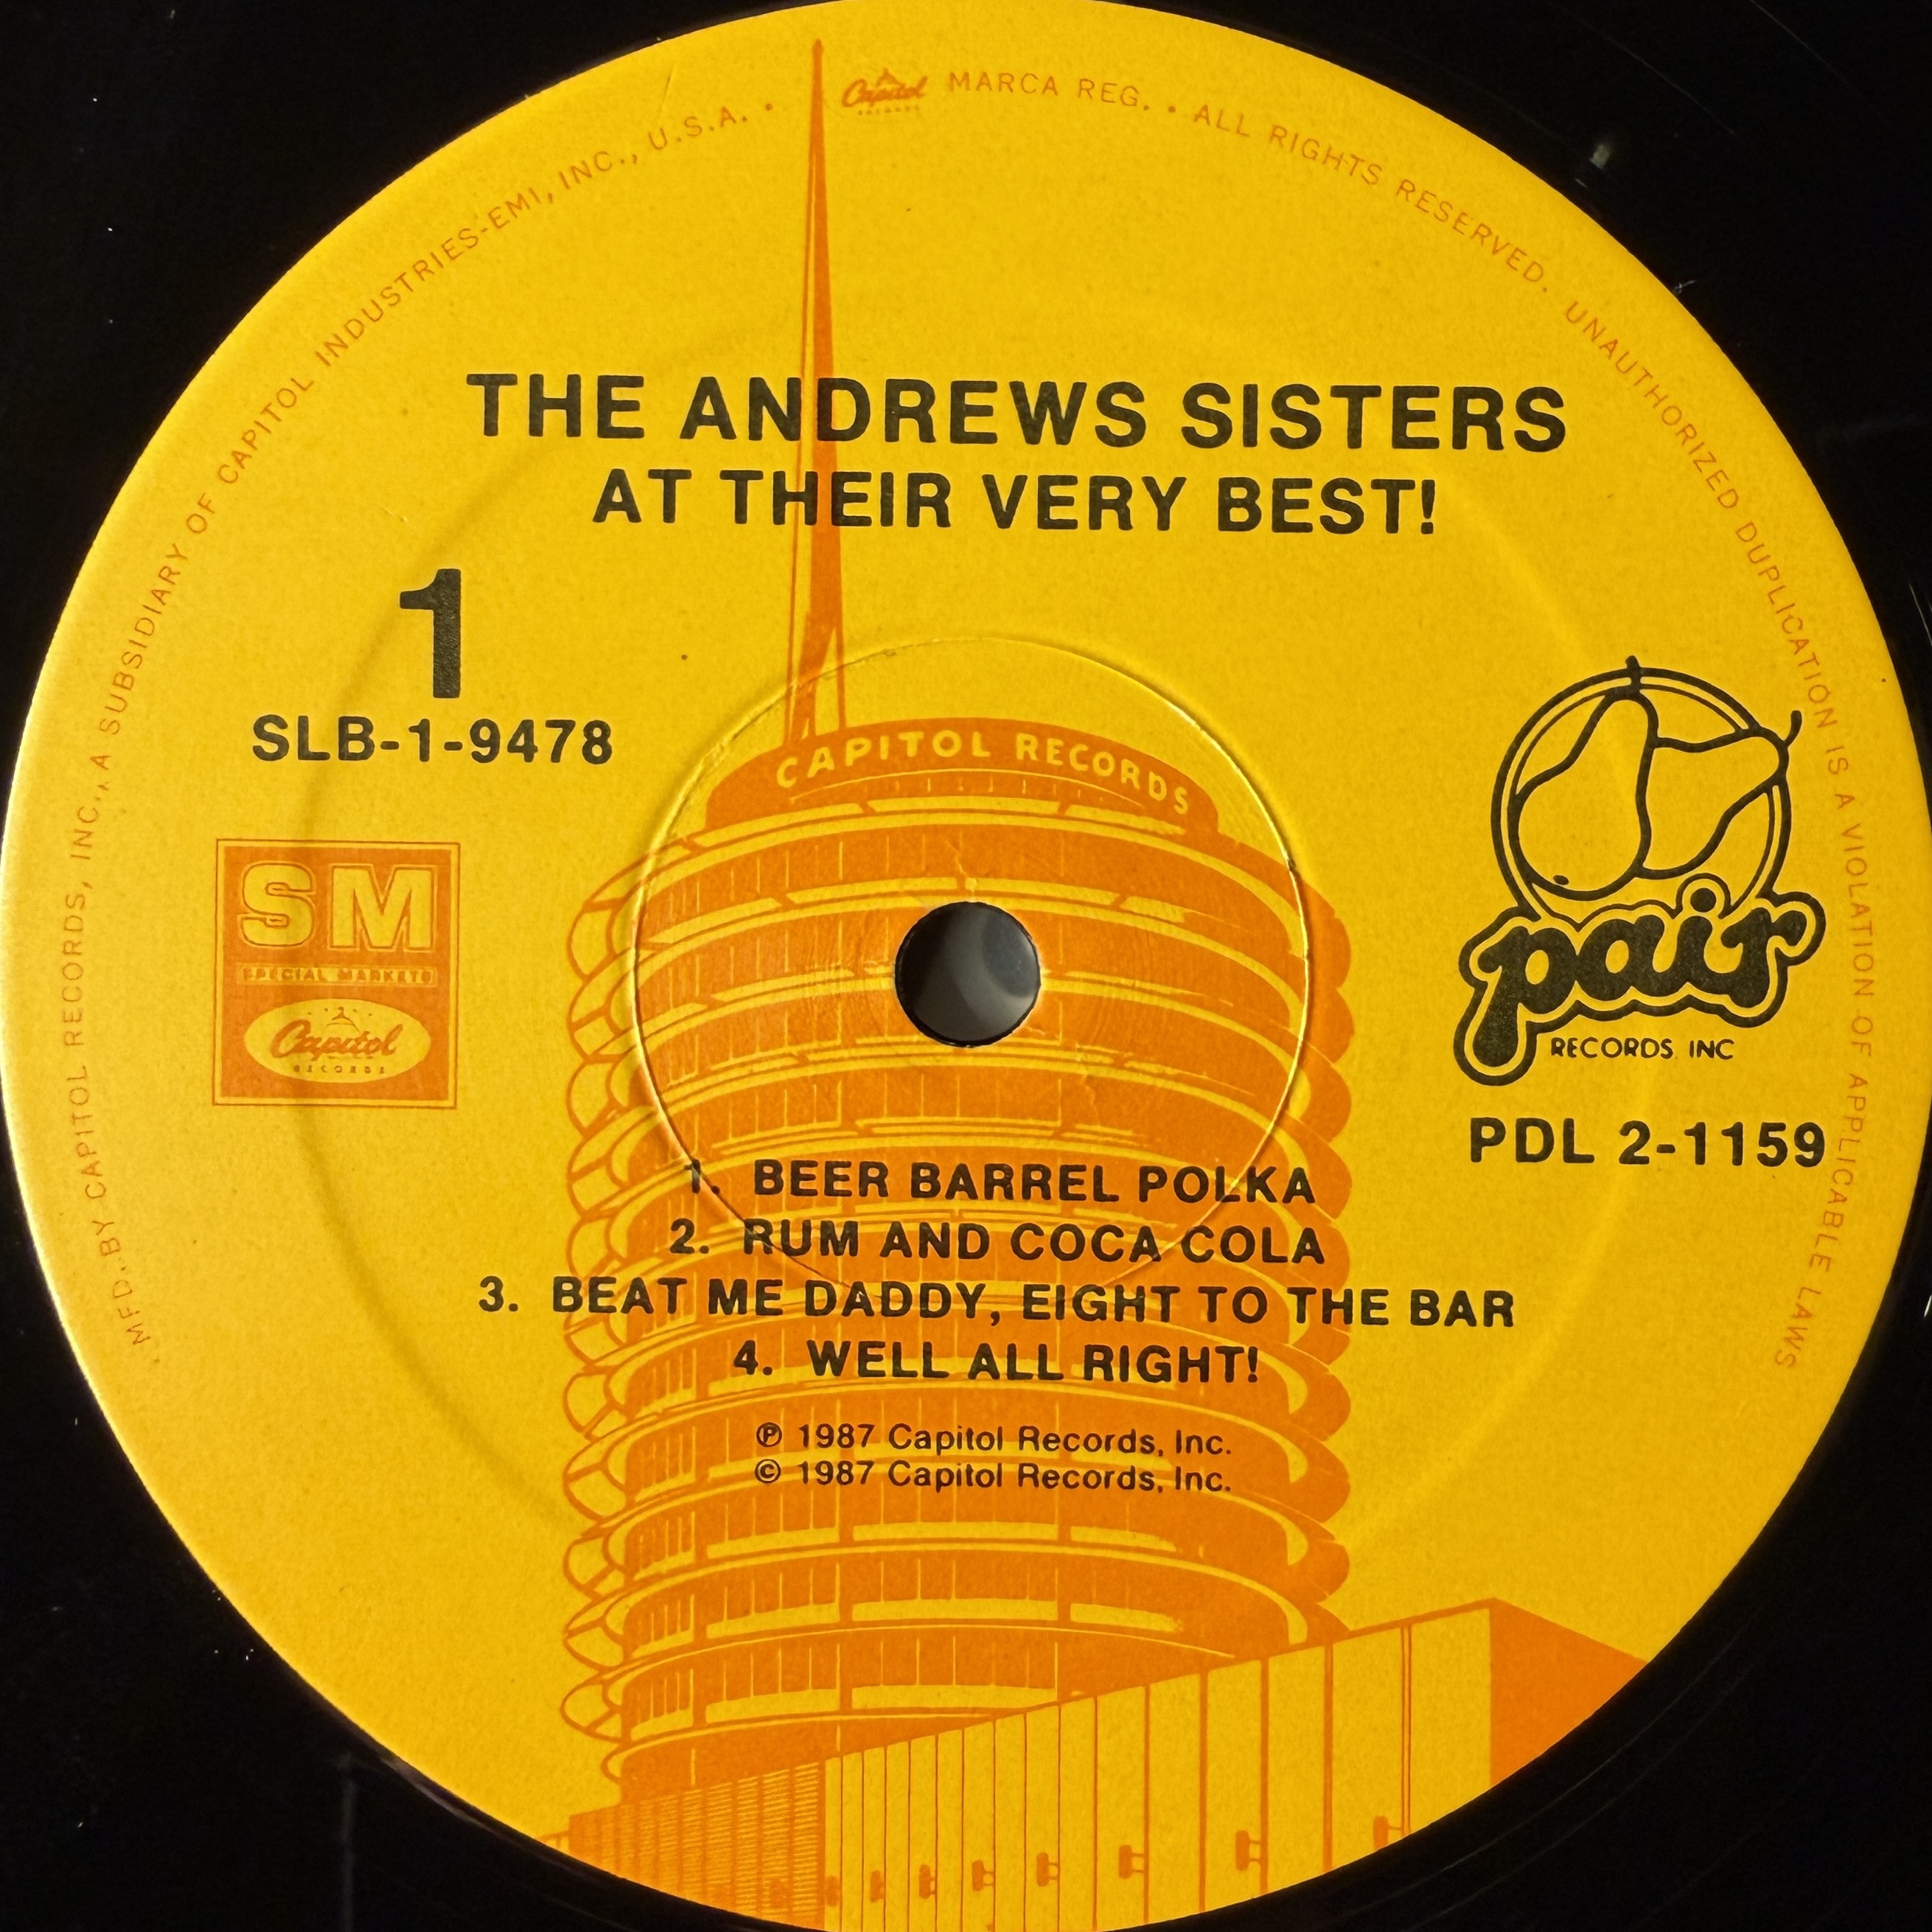 MFD. BY CAPITOL RECORDS, INC., A SUBSIDIARY OF CAPITOL INDUSTRIES-EMI, INC., U.S.A. • Capitol RECORDS MARCA REG. • ALL RIGHTS RESERVED. UNAUTHORIZED DUPLICATION IS A VIOLATION OF APPLICABLE LAWS
THE ANDREWS SISTERS
AT THEIR VERY BEST!
1
SLB-1-9478
CAPITOL RECORDS
SM
SPECIAL MARKETS
Capitol
RECORDS
pair
RECORDS, INC
PDL 2-1159
1. BEER BARREL POLKA
2. RUM AND COCA COLA
3. BEAT ME DADDY, EIGHT TO THE BAR
4. WELL ALL RIGHT!
℗ 1987 Capitol Records, Inc.
© 1987 Capitol Records, Inc.